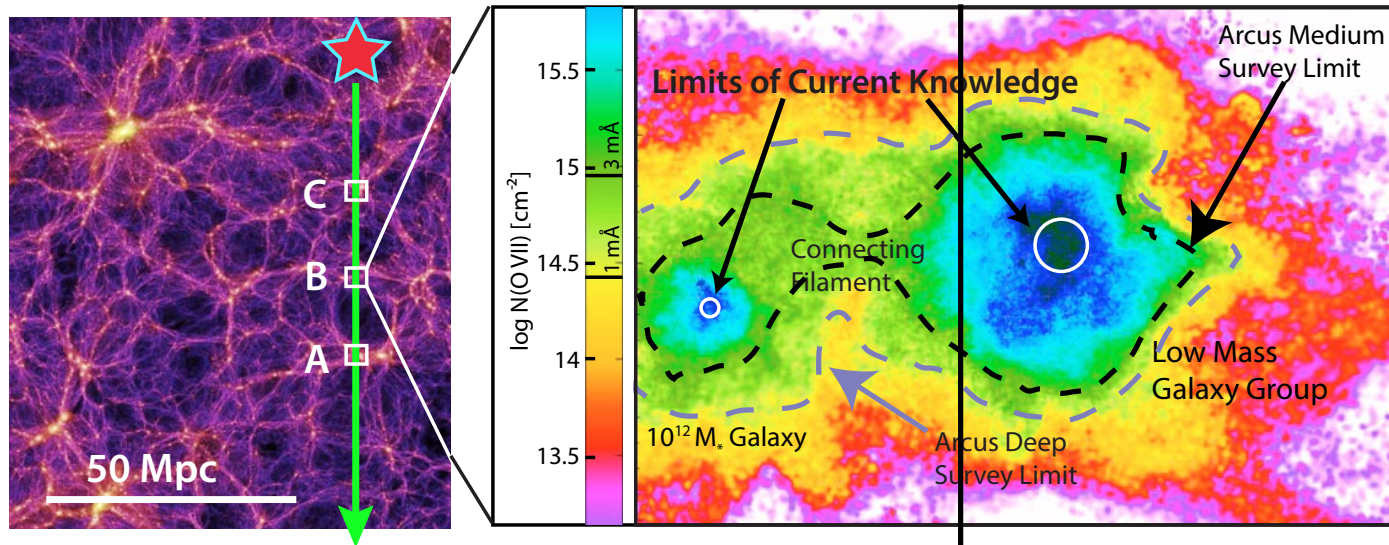 C
B
A
50 Mpc
log N(O VII) [cm⁻²]
15.5
15
14.5
14
13.5
3 mÅ
1 mÅ
Limits of Current Knowledge
Arcus Medium
Survey Limit
Connecting
Filament
Low Mass
Galaxy Group
10¹² M* Galaxy
Arcus Deep
Survey Limit